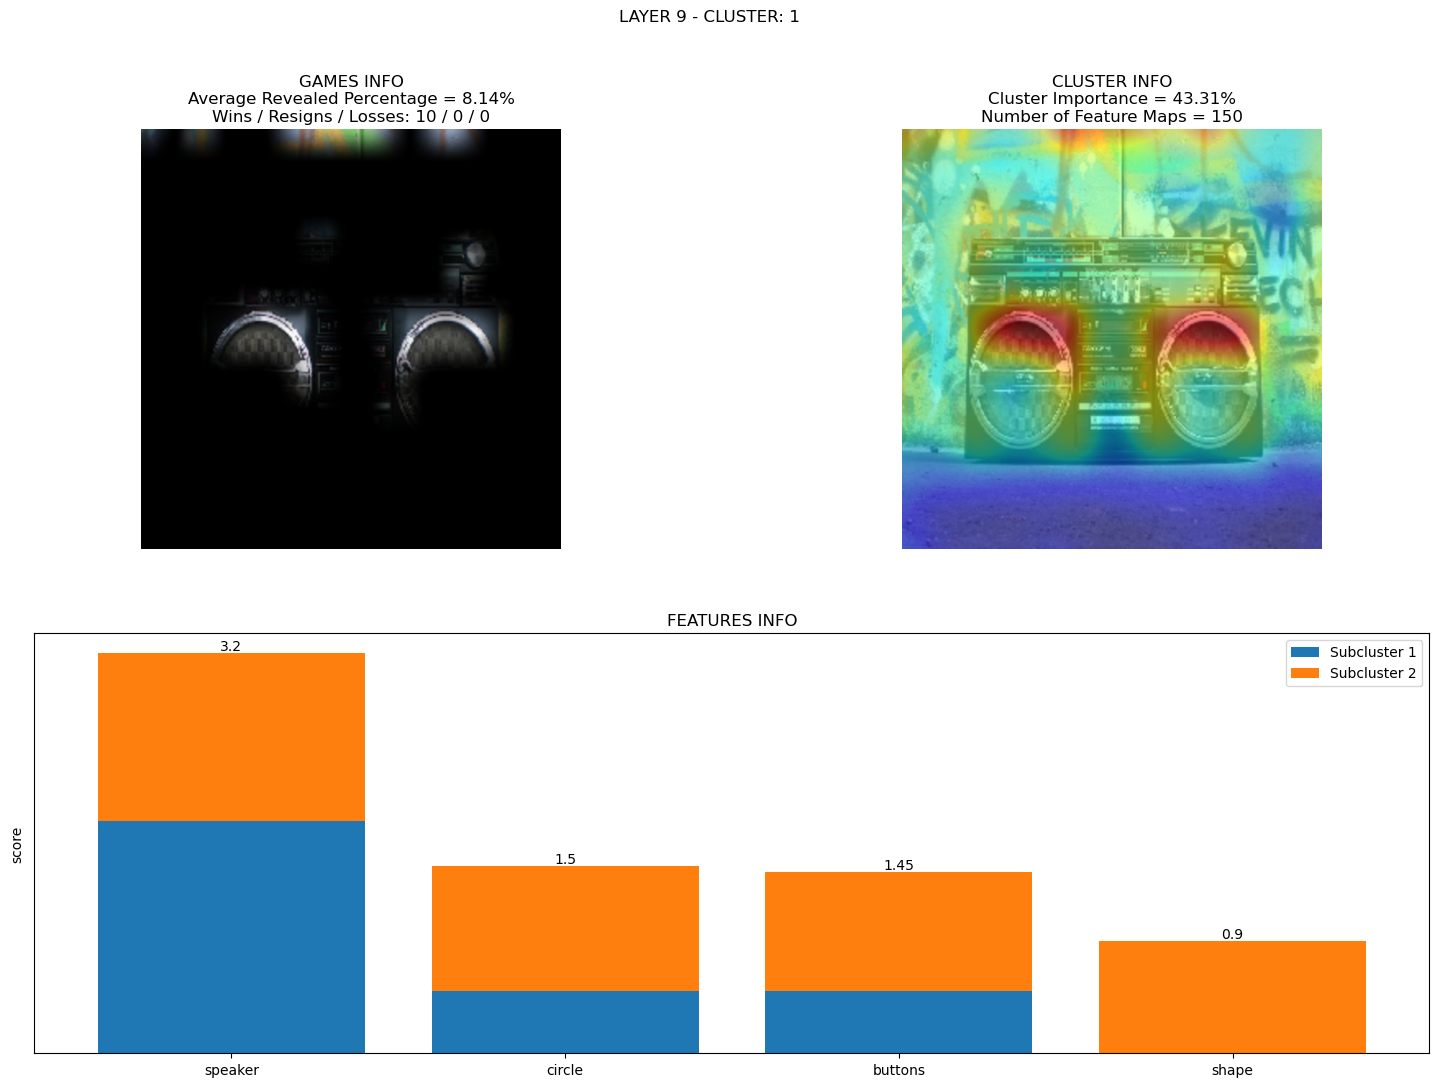 LAYER 9 - CLUSTER: 1
GAMES INFO
Average Revealed Percentage = 8.14%
Wins / Resigns / Losses: 10 / 0 / 0
CLUSTER INFO
Cluster Importance = 43.31%
Number of Feature Maps = 150
EVIN
ECH
FEATURES INFO
Subcluster 1
Subcluster 2
3.2
1.5
1.45
0.9
score
speaker
circle
buttons
shape